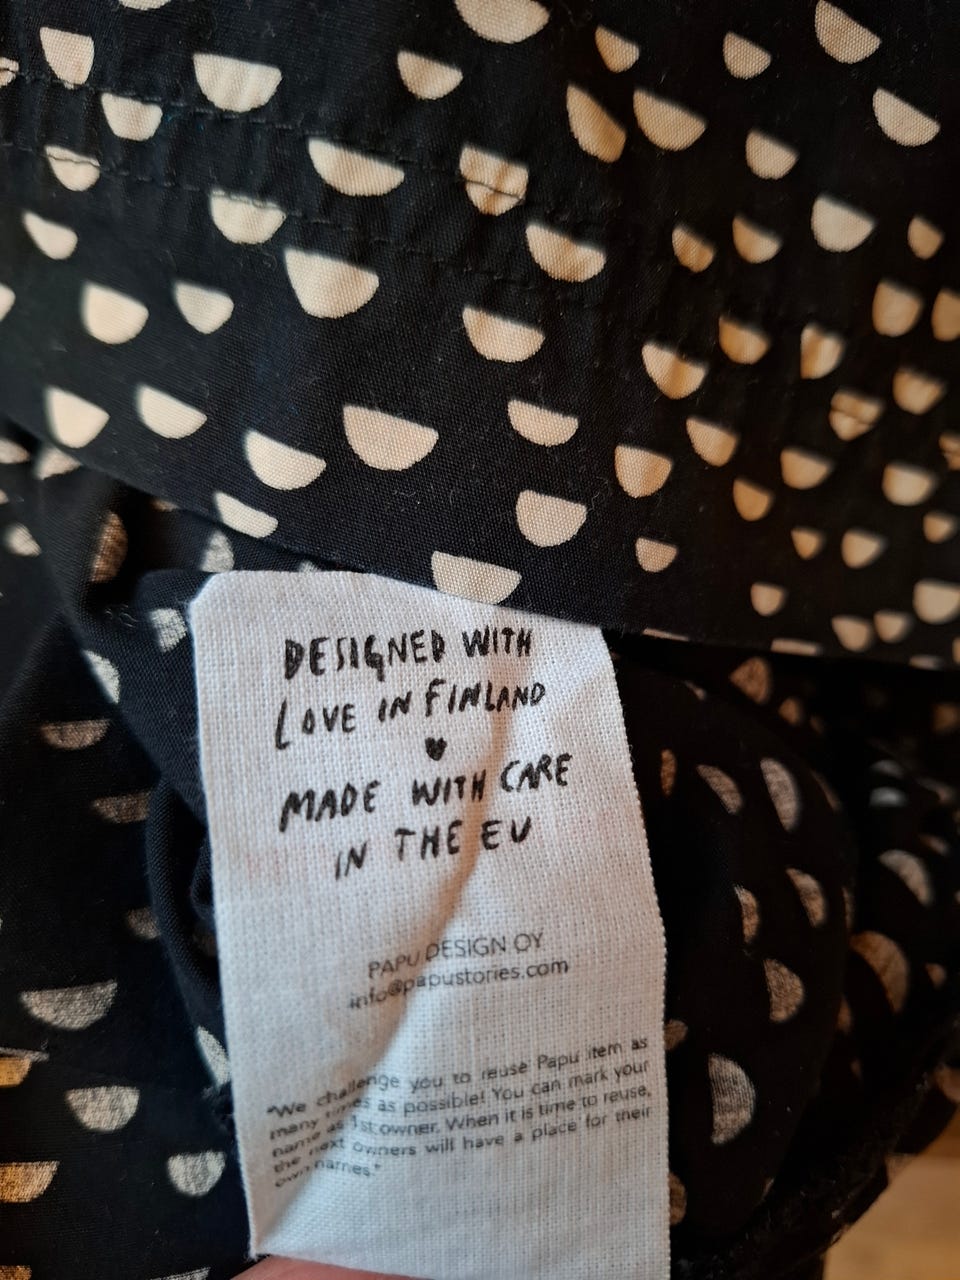 DESIGNED WITH
LOVE IN FINLAND
♥
MADE WITH CARE
IN THE EU
PAPU DESIGN OY
info@papustories.com
"We challenge you to reuse Papu item as
many times as possible! You can mark your
name as 1st owner. When it is time to reuse,
the next owners will have a place for their
own names."